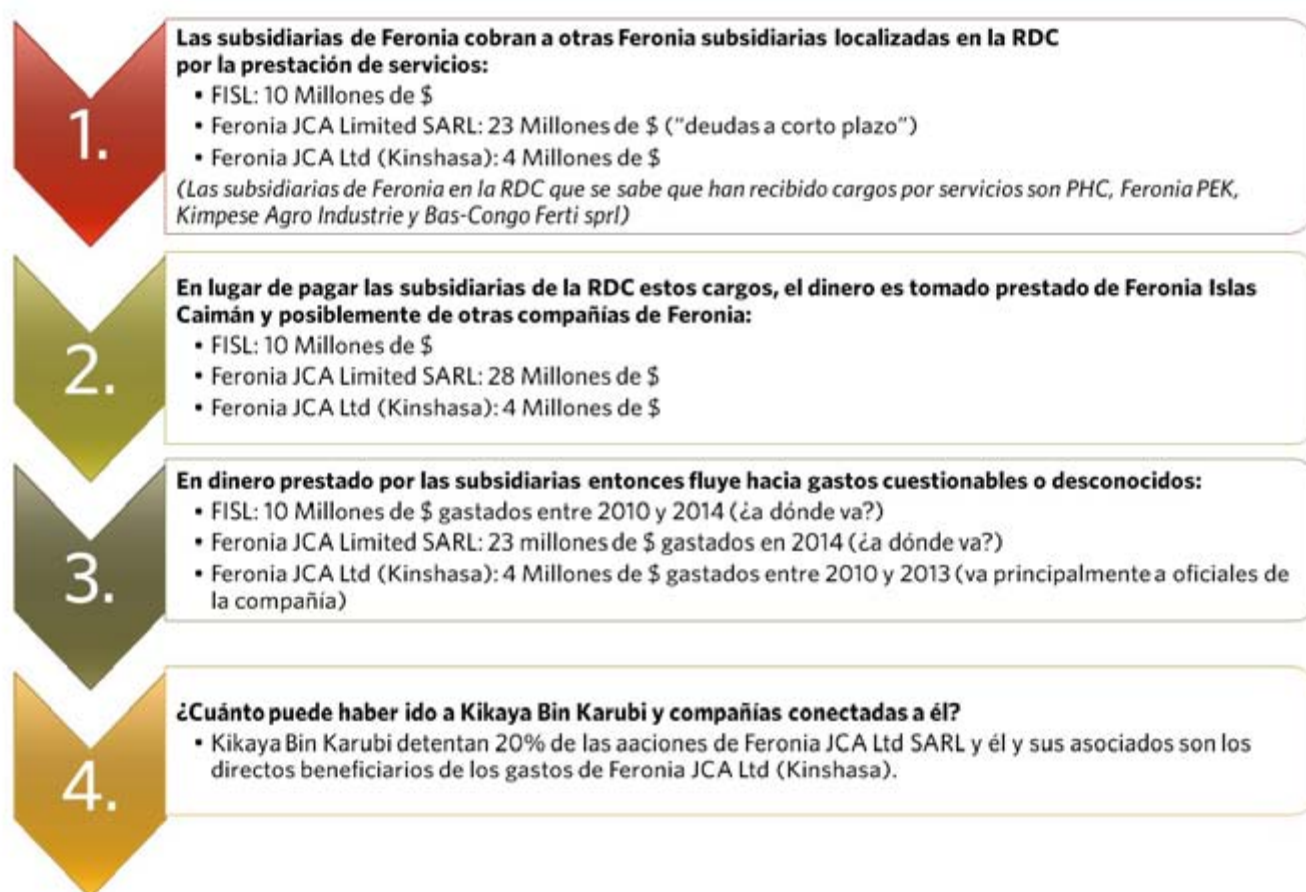 1.
Las subsidiarias de Feronia cobran a otras Feronia subsidiarias localizadas en la RDC
por la prestación de servicios:
• FISL: 10 Millones de $
• Feronia JCA Limited SARL: 23 Millones de $ (“deudas a corto plazo”)
• Feronia JCA Ltd (Kinshasa): 4 Millones de $
(Las subsidiarias de Feronia en la RDC que se sabe que han recibido cargos por servicios son PHC, Feronia PEK,
Kimpese Agro Industrie y Bas-Congo Ferti sprl)
2.
En lugar de pagar las subsidiarias de la RDC estos cargos, el dinero es tomado prestado de Feronia Islas
Caimán y posiblemente de otras compañías de Feronia:
• FISL: 10 Millones de $
• Feronia JCA Limited SARL: 28 Millones de $
• Feronia JCA Ltd (Kinshasa): 4 Millones de $
3.
En dinero prestado por las subsidiarias entonces fluye hacia gastos cuestionables o desconocidos:
• FISL: 10 Millones de $ gastados entre 2010 y 2014 (¿a dónde va?)
• Feronia JCA Limited SARL: 23 millones de $ gastados en 2014 (¿a dónde va?)
• Feronia JCA Ltd (Kinshasa): 4 Millones de $ gastados entre 2010 y 2013 (va principalmente a oficiales de
la compañía)
4.
¿Cuánto puede haber ido a Kikaya Bin Karubi y compañías conectadas a él?
• Kikaya Bin Karubi detentan 20% de las aaciones de Feronia JCA Ltd SARL y él y sus asociados son los
directos beneficiarios de los gastos de Feronia JCA Ltd (Kinshasa).